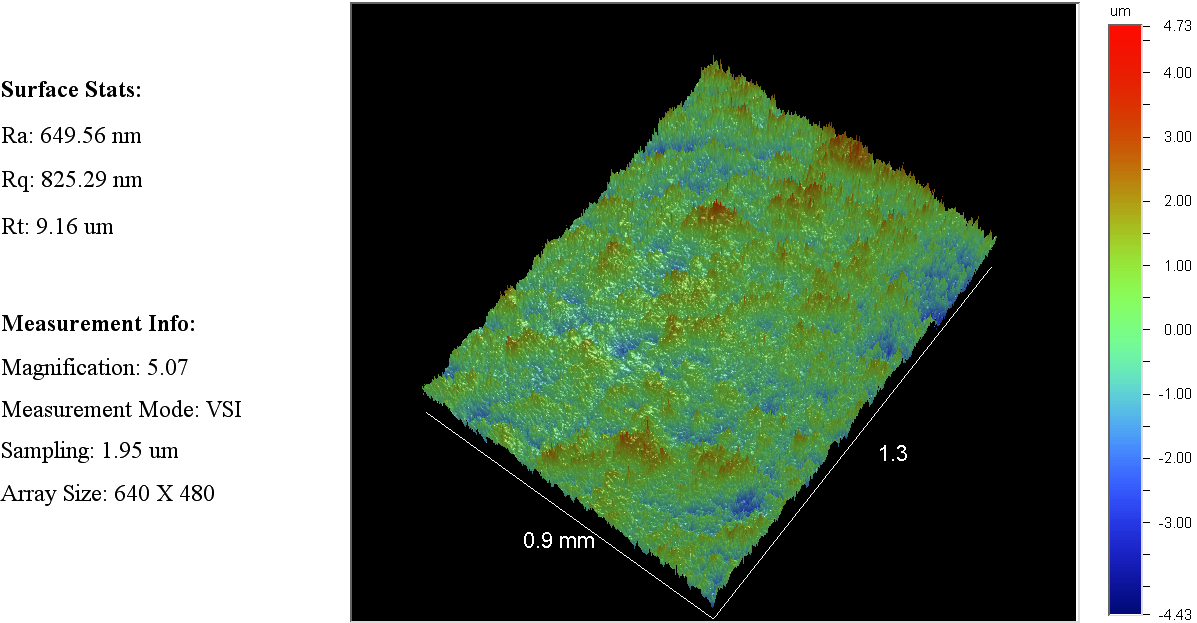 Surface Stats:
Ra: 649.56 nm
Rq: 825.29 nm
Rt: 9.16 um
Measurement Info:
Magnification: 5.07
Measurement Mode: VSI
Sampling: 1.95 um
Array Size: 640 X 480
1.3
0.9 mm
um
4.73
4.00
3.00
2.00
1.00
0.00
-1.00
-2.00
-3.00
-4.43